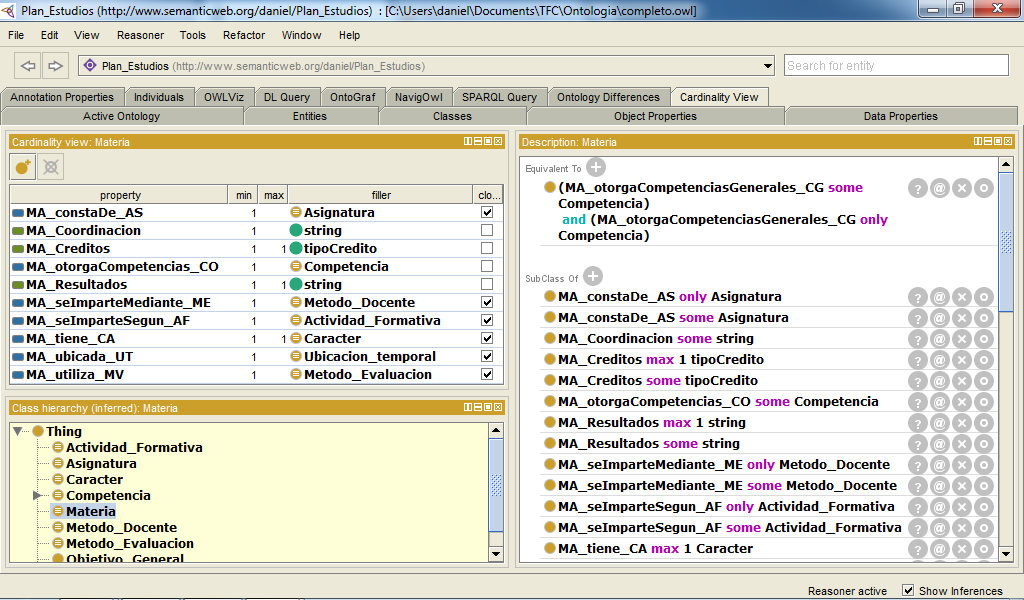 Plan_Estudios (http://www.semanticweb.org/daniel/Plan_Estudios) : [C:\Users\daniel\Documents\TFC\Ontologia\completo.owl]
File Edit View Reasoner Tools Refactor Window Help
Plan_Estudios (http://www.semanticweb.org/daniel/Plan_Estudios)
Search for entity
Annotation Properties Individuals OWLViz DL Query OntoGraf NavigOwl SPARQL Query Ontology Differences Cardinality View
Active Ontology Entities Classes Object Properties Data Properties
Cardinality view: Materia
property min max filler clo...
MA_constaDe_AS 1 Asignatura
MA_Coordinacion 1 string
MA_Creditos 1 1 tipoCredito
MA_otorgaCompetencias_CO 1 Competencia
MA_Resultados 1 1 string
MA_seImparteMediante_ME 1 Metodo_Docente
MA_seImparteSegun_AF 1 Actividad_Formativa
MA_tiene_CA 1 1 Caracter
MA_ubicada_UT 1 Ubicacion_temporal
MA_utiliza_MV 1 Metodo_Evaluacion
Class hierarchy (inferred): Materia
Thing
Actividad_Formativa
Asignatura
Caracter
Competencia
Materia
Metodo_Docente
Metodo_Evaluacion
Objetivo_General
Description: Materia
Equivalent To
(MA_otorgaCompetenciasGenerales_CG some
Competencia)
and (MA_otorgaCompetenciasGenerales_CG only
Competencia)
SubClass Of
MA_constaDe_AS only Asignatura
MA_constaDe_AS some Asignatura
MA_Coordinacion some string
MA_Creditos max 1 tipoCredito
MA_Creditos some tipoCredito
MA_otorgaCompetencias_CO some Competencia
MA_Resultados max 1 string
MA_Resultados some string
MA_seImparteMediante_ME only Metodo_Docente
MA_seImparteMediante_ME some Metodo_Docente
MA_seImparteSegun_AF only Actividad_Formativa
MA_seImparteSegun_AF some Actividad_Formativa
MA_tiene_CA max 1 Caracter
Reasoner active Show Inferences